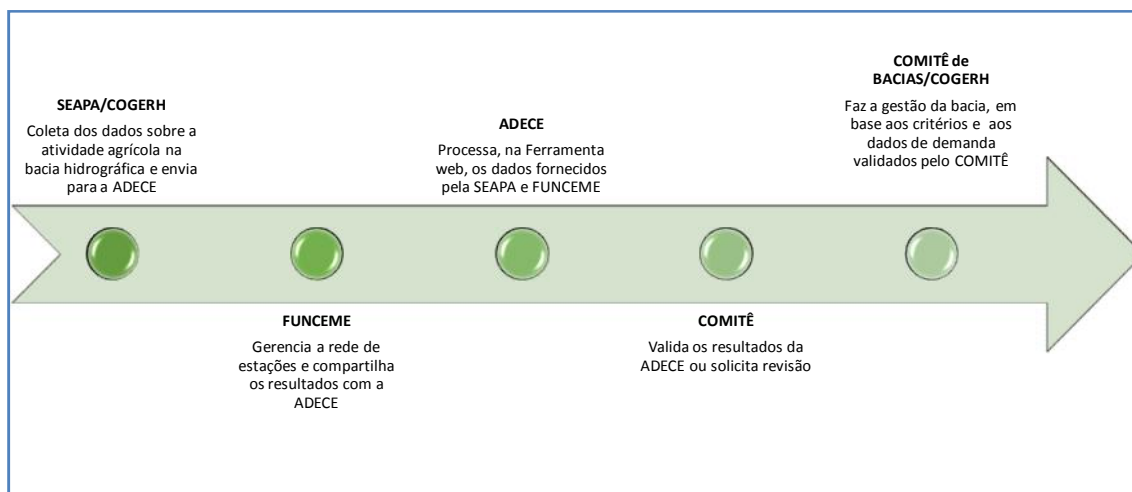 SEAPA/COGERH
Coleta dos dados sobre a
atividade agrícola na
bacia hidrográfica e envia
para a ADECE
FUNCEME
Gerencia a rede de
estações e compartilha
os resultados com a
ADECE
ADECE
Processa, na Ferramenta
web, os dados fornecidos
pela SEAPA e FUNCEME
COMITÊ
Valida os resultados da
ADECE ou solicita revisão
COMITÊ de
BACIAS/COGERH
Faz a gestão da bacia, em
base aos critérios e aos
dados de demanda
validados pelo COMITÊ